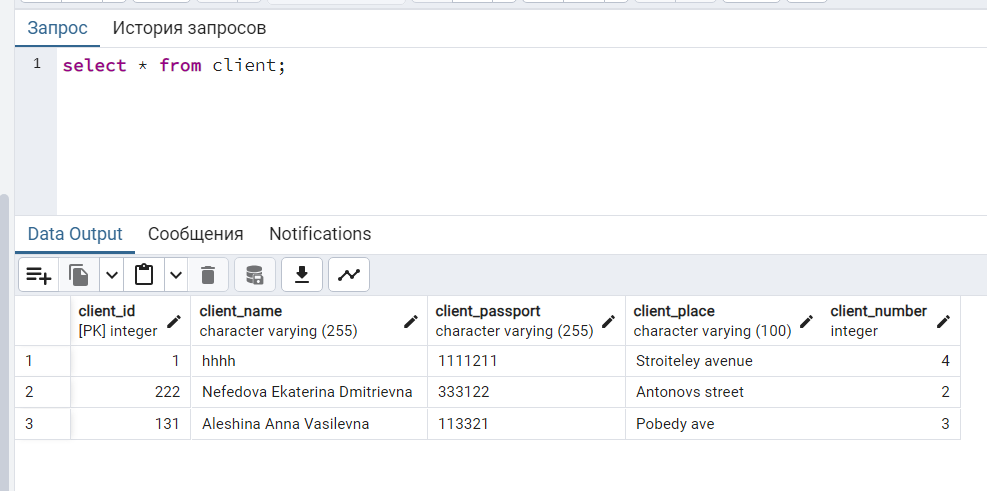 Запрос История запросов
1 select * from client;
Data Output Сообщения Notifications
client_id client_name client_passport client_place client_number
[PK] integer character varying (255) character varying (255) character varying (100) integer
1 1 hhhh 1111211 Stroiteley avenue 4
2 222 Nefedova Ekaterina Dmitrievna 333122 Antonovs street 2
3 131 Aleshina Anna Vasilevna 113321 Pobedy ave 3